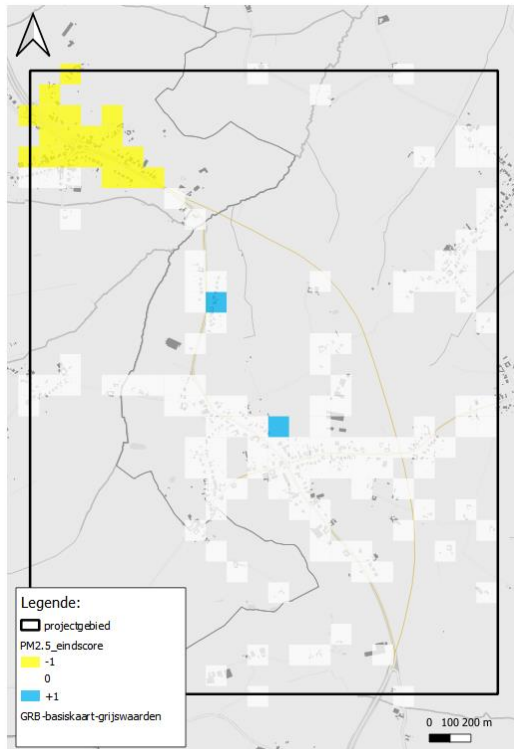 Legende:
projectgebied
PM2.5_eindscore
-1
0
+1
GRB-basiskaart-grijswaarden
0 100 200 m